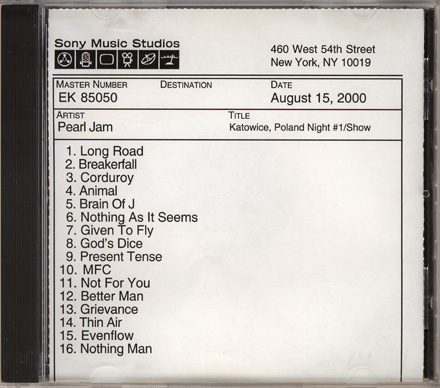 Sony Music Studios
460 West 54th Street
New York, NY 10019
MASTER NUMBER DESTINATION DATE
EK 85050 August 15, 2000
ARTIST TITLE
Pearl Jam Katowice, Poland Night #1/Show
1. Long Road
2. Breakerfall
3. Corduroy
4. Animal
5. Brain Of J
6. Nothing As It Seems
7. Given To Fly
8. God's Dice
9. Present Tense
10. MFC
11. Not For You
12. Better Man
13. Grievance
14. Thin Air
15. Evenflow
16. Nothing Man